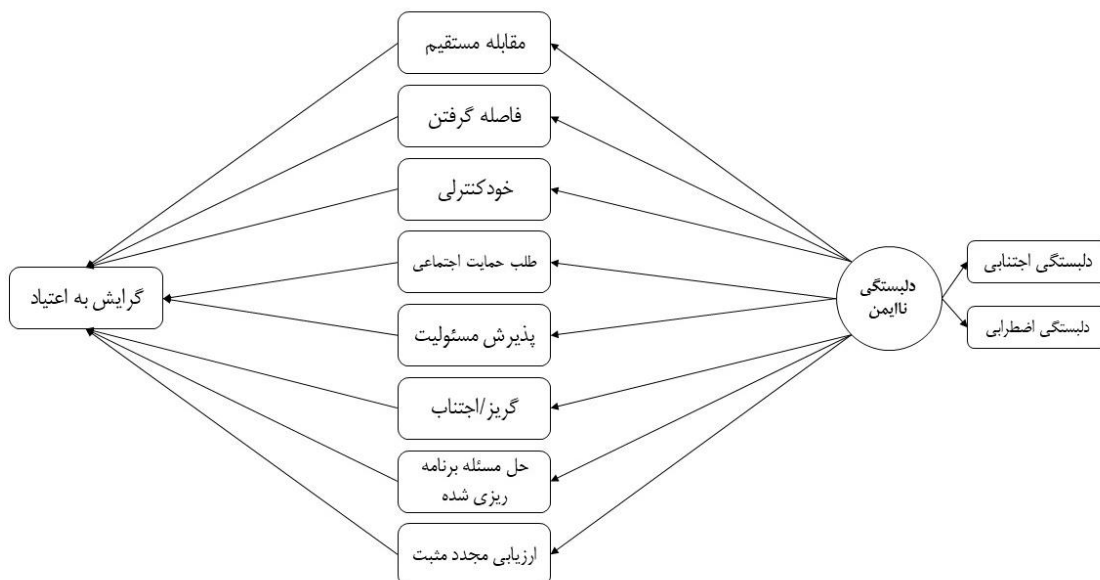 مقابله مستقیم
فاصله گرفتن
خودکنترلی
طلب حمایت اجتماعی
پذیرش مسئولیت
گریز/اجتناب
حل مسئله برنامه
ریزی شده
ارزیابی مجدد مثبت
دلبستگی
ناایمن
دلبستگی اجتنابی
دلبستگی اضطرابی
گرایش به اعتیاد